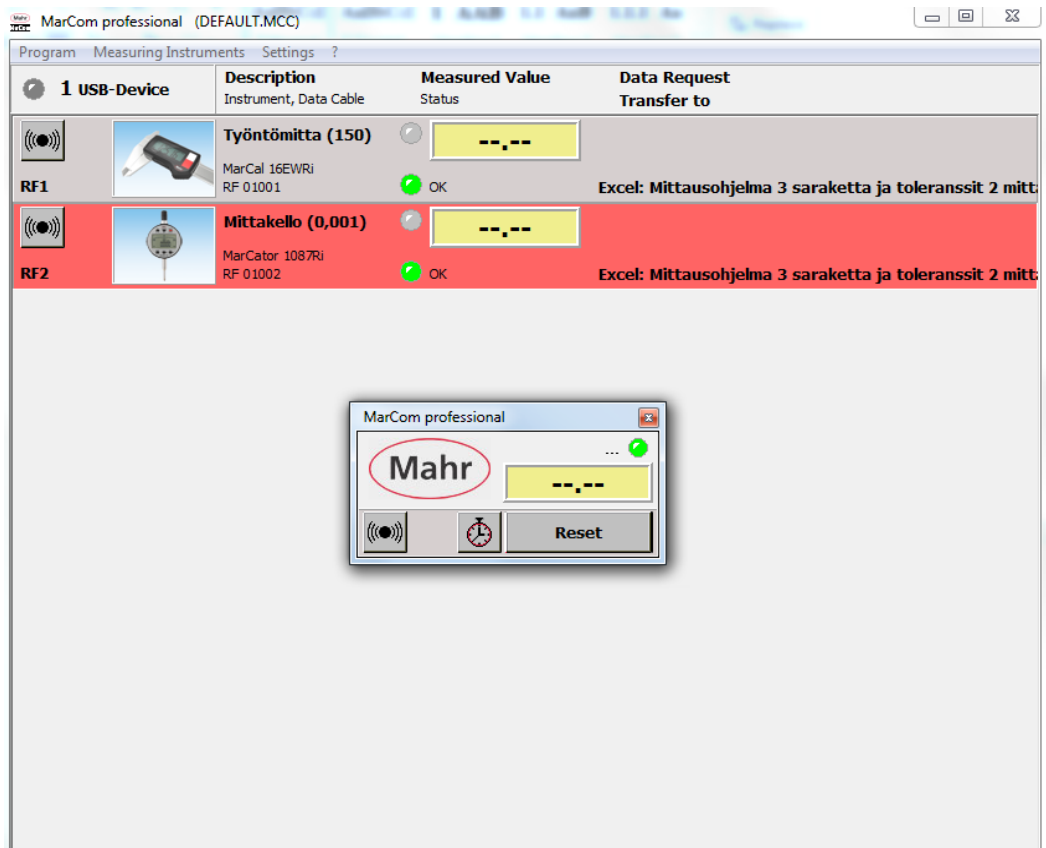 MarCom professional (DEFAULT.MCC)
Program Measuring Instruments Settings ?
1 USB-Device
Description
Instrument, Data Cable
Measured Value
Status
Data Request
Transfer to
RF1
Työntömitta (150)
MarCal 16EWRi
RF 01001
--,--
OK
Excel: Mittausohjelma 3 saraketta ja toleranssit 2 mitt
RF2
Mittakello (0,001)
MarCator 1087Ri
RF 01002
--,--
OK
Excel: Mittausohjelma 3 saraketta ja toleranssit 2 mitt
MarCom professional
Mahr
...
--,--
Reset